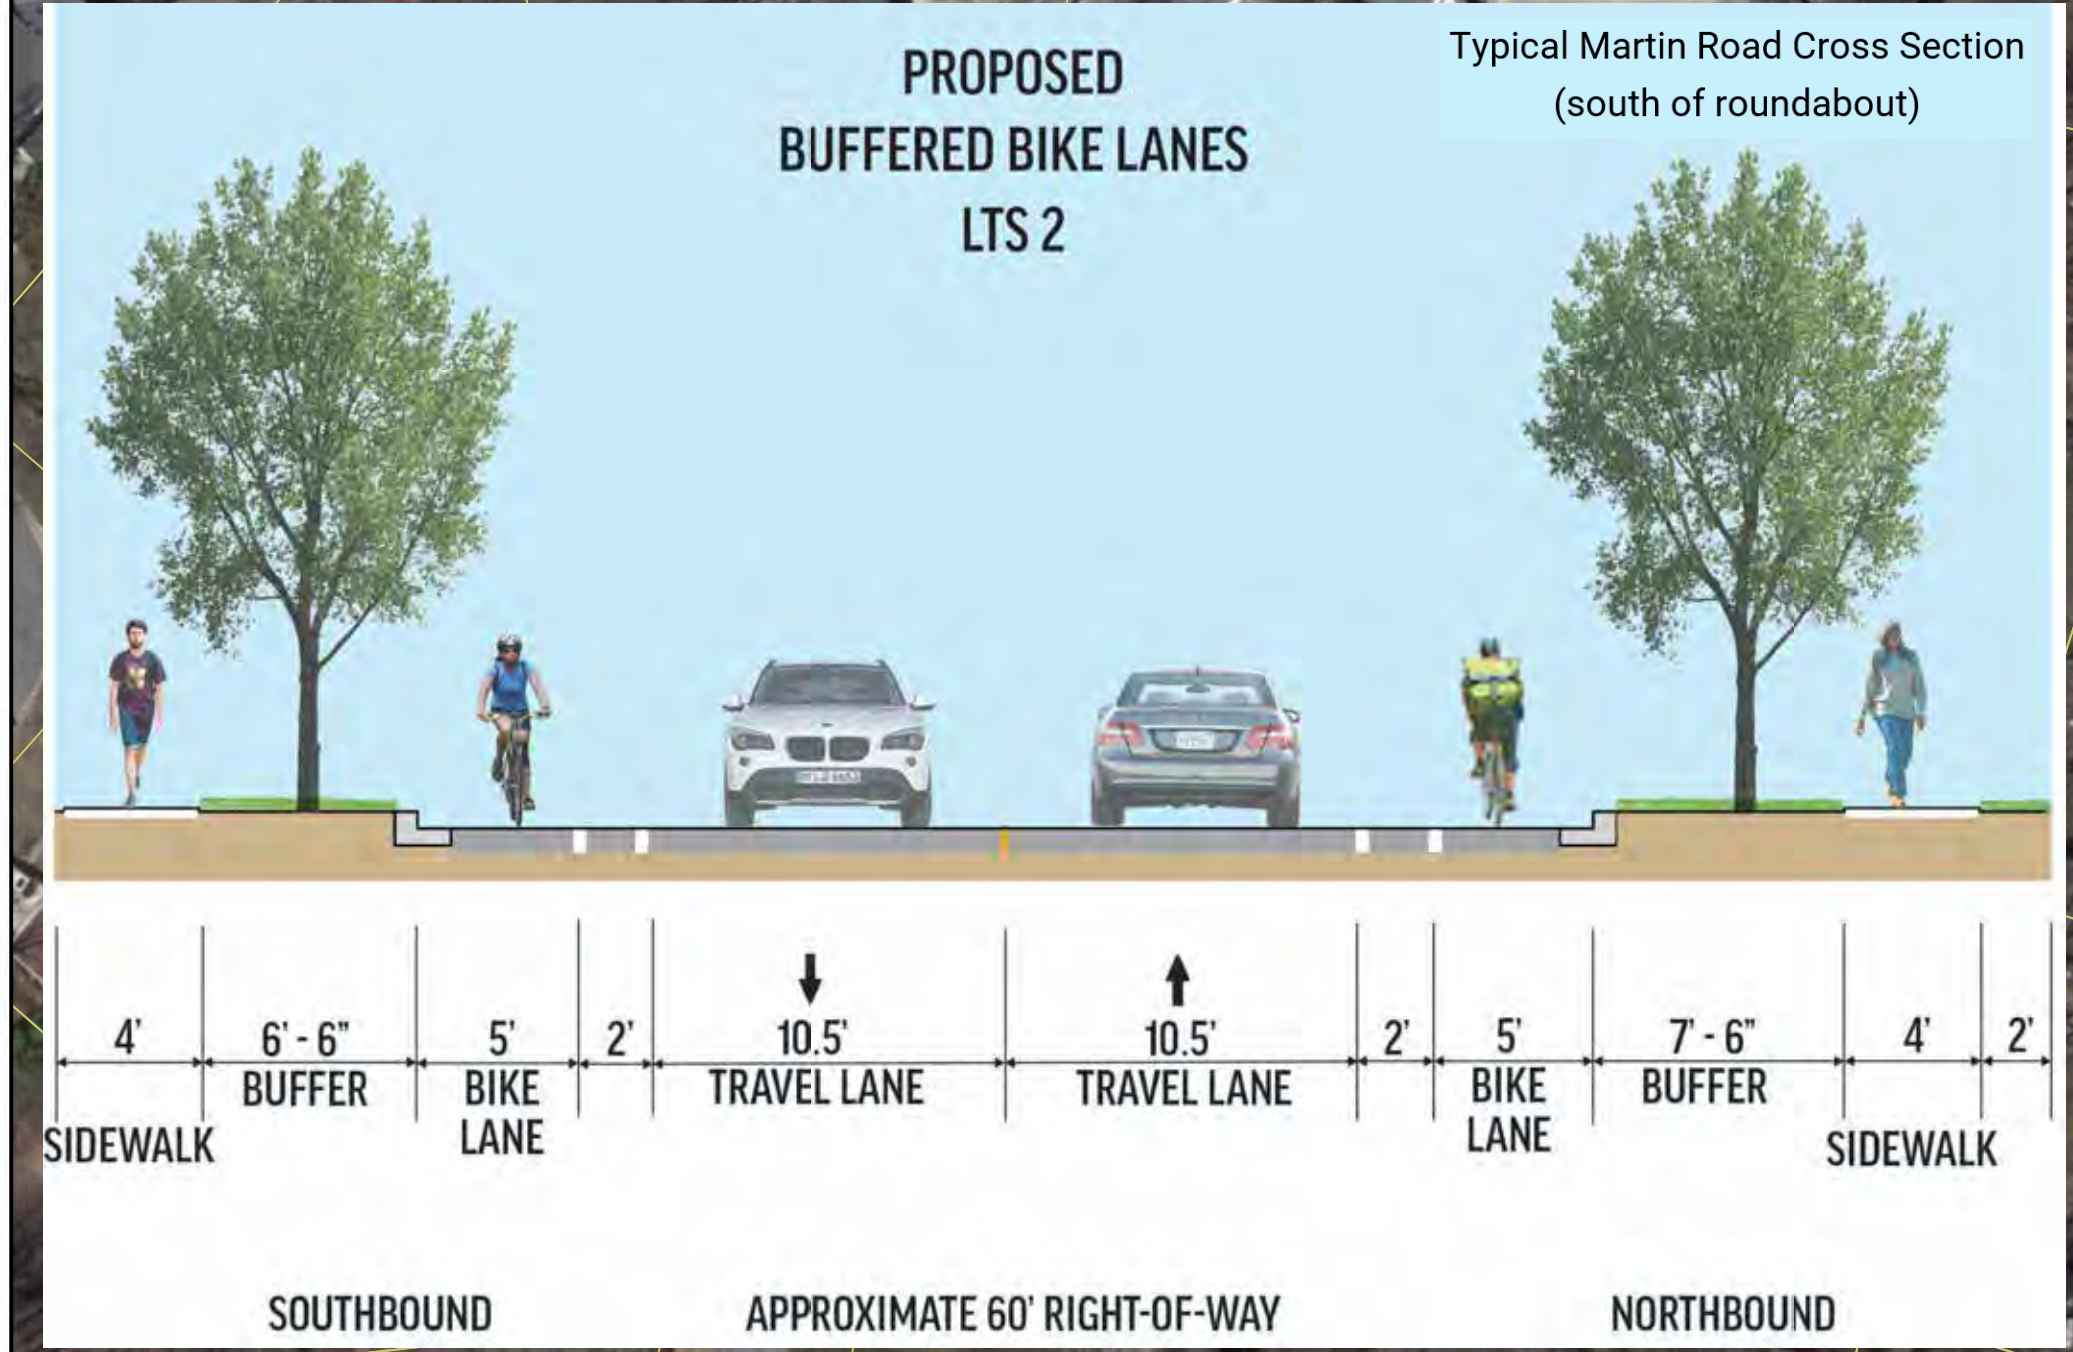 Typical Martin Road Cross Section
(south of roundabout)
PROPOSED
BUFFERED BIKE LANES
LTS 2
4' 6' - 6" 5' 2' 10.5' 10.5' 2' 5' 7' - 6" 4' 2'
BUFFER BIKE TRAVEL LANE TRAVEL LANE BIKE BUFFER
SIDEWALK LANE LANE SIDEWALK
SOUTHBOUND APPROXIMATE 60' RIGHT-OF-WAY NORTHBOUND